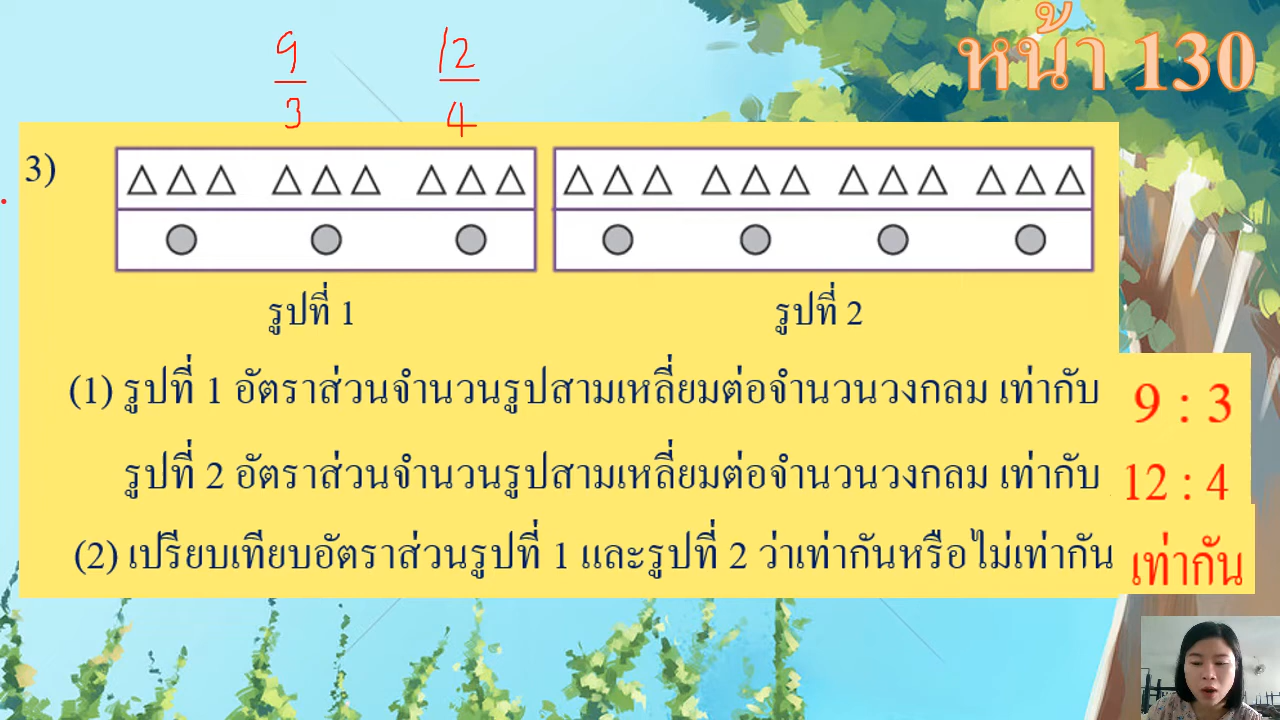 หน้า 130
9/3 12/4
3)
รูปที่ 1 รูปที่ 2
(1) รูปที่ 1 อัตราส่วนจำนวนรูปสามเหลี่ยมต่อจำนวนวงกลม เท่ากับ 9 : 3
รูปที่ 2 อัตราส่วนจำนวนรูปสามเหลี่ยมต่อจำนวนวงกลม เท่ากับ 12 : 4
(2) เปรียบเทียบอัตราส่วนรูปที่ 1 และรูปที่ 2 ว่าเท่ากันหรือไม่เท่ากัน เท่ากัน